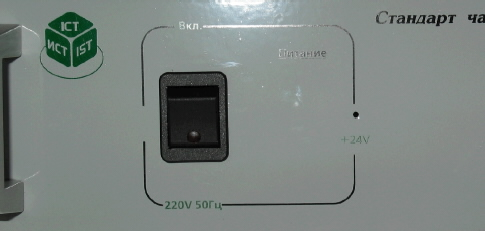 ICT
ИСТ IST
Вкл.
Стандарт ча
Питание
+24V
220V 50Гц